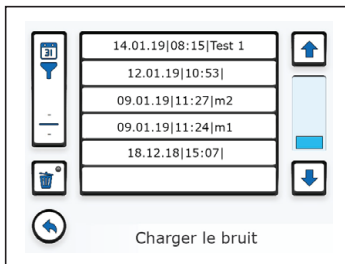 31
14.01.19|08:15|Test 1
12.01.19|10:53|
09.01.19|11:27|m2
09.01.19|11:24|m1
18.12.18|15:07|
-
-
Charger le bruit